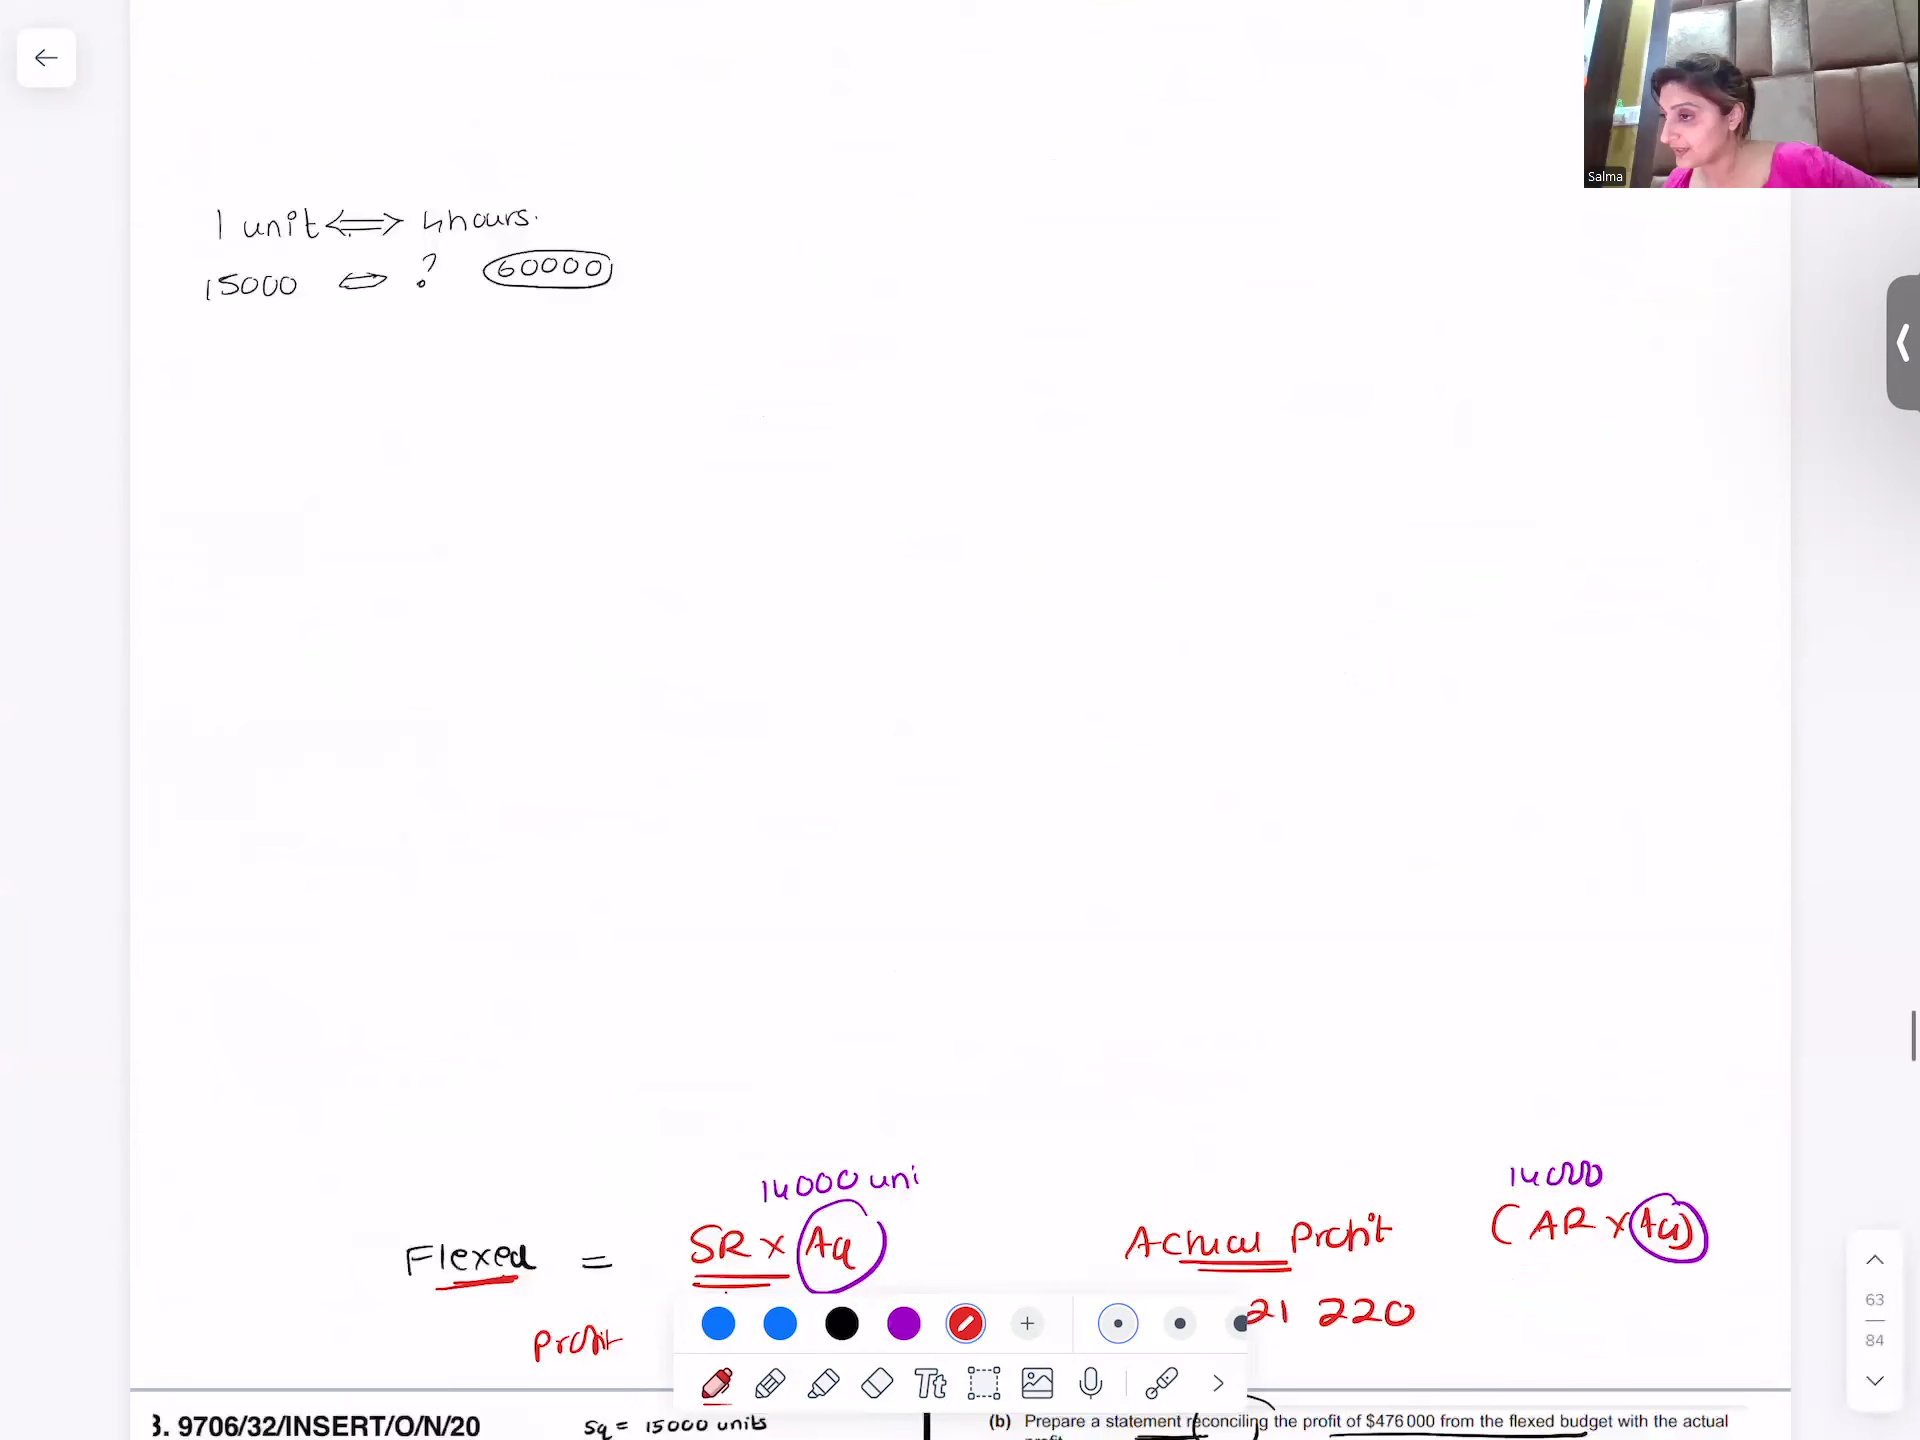 Salma
1 unit ⟺ 4 hours.
15000 ⟺ ? 60000
14000 uni
14000
Flexed = SR x Aq
Actual Profit (AR x Aq)
21 220
Profit
Tt
63
84
3. 9706/32/INSERT/O/N/20
Sq = 15000 units
(b) Prepare a statement reconciling the profit of $476 000 from the flexed budget with the actual